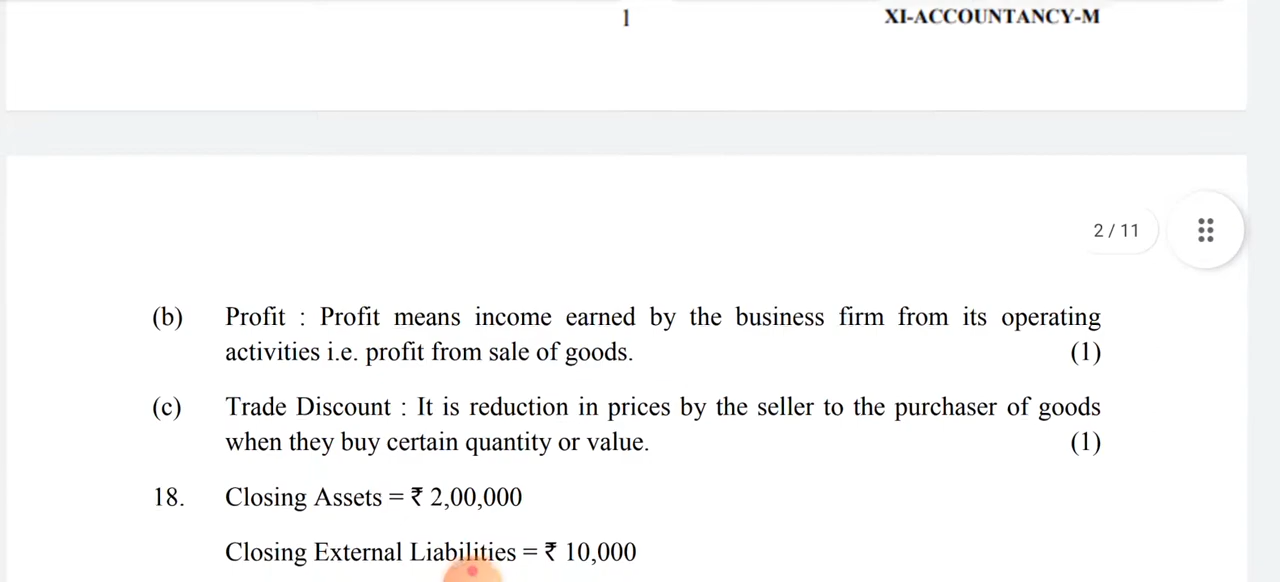 1
XI-ACCOUNTANCY-M
2 / 11
(b) Profit : Profit means income earned by the business firm from its operating
activities i.e. profit from sale of goods. (1)
(c) Trade Discount : It is reduction in prices by the seller to the purchaser of goods
when they buy certain quantity or value. (1)
18. Closing Assets = ₹ 2,00,000
Closing External Liabilities = ₹ 10,000